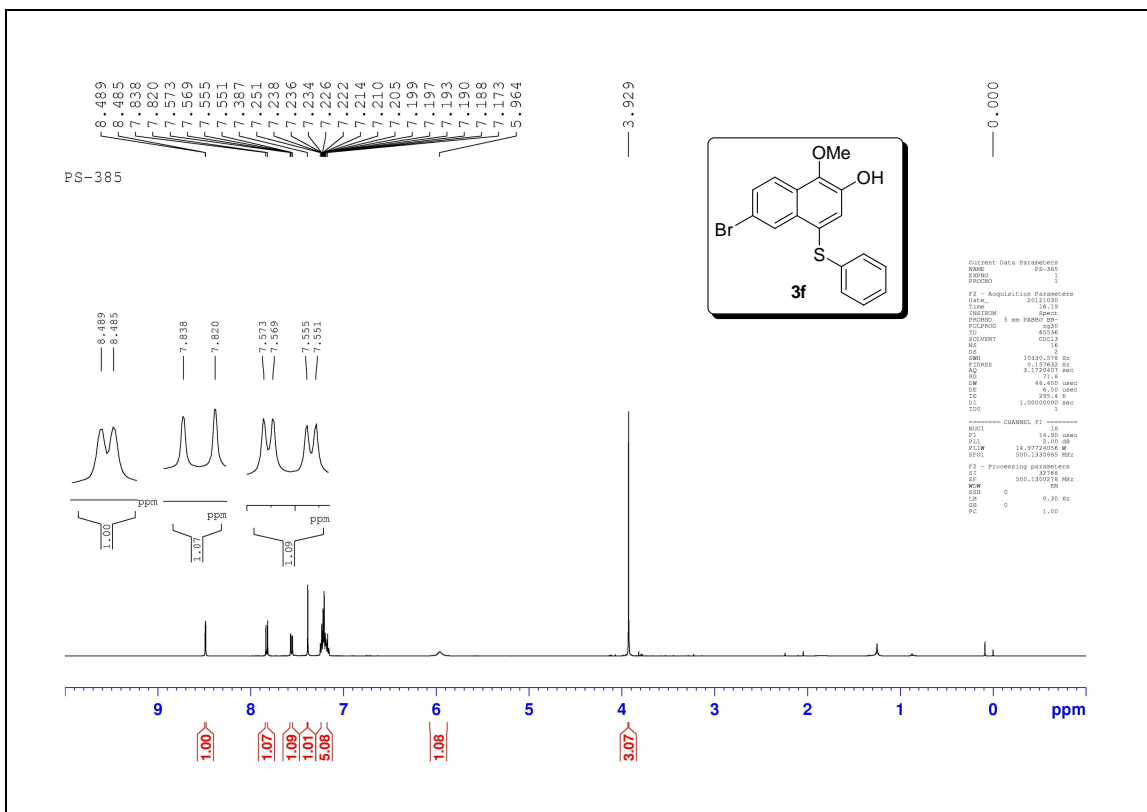 8.489
8.485
7.838
7.820
7.573
7.569
7.555
7.551
7.387
7.251
7.238
7.236
7.234
7.226
7.222
7.214
7.210
7.205
7.199
7.197
7.193
7.190
7.188
7.173
5.964
3.929
0.000
PS-385
OMe
OH
Br
S
3f
Current Data Parameters
NAME PS-385
EXPNO 1
PROCNO 1
F2 - Acquisition Parameters
Date_ 20121030
Time 16.19
INSTRUM Spect
PROBHD 5 mm PABBO BB-
PULPROG zg30
TD 65536
SOLVENT CDCl3
NS 16
DS 2
SWH 10330.578 Hz
FIDRES 0.157632 Hz
AQ 3.1720407 sec
RG 71.8
DW 48.400 usec
DE 6.50 usec
TE 295.4 K
D1 1.00000000 sec
TD0 1
======== CHANNEL f1 ========
NUC1 1H
P1 14.90 usec
PL1 2.00 dB
PL1W 14.97724056 W
SFO1 500.1330885 MHz
F2 - Processing parameters
SI 32768
SF 500.1300276 MHz
WDW EM
SSB 0
LB 0.30 Hz
GB 0
PC 1.00
8.489
8.485
7.838
7.820
7.573
7.569
7.555
7.551
ppm
ppm
ppm
1.00
1.07
1.09
9 8 7 6 5 4 3 2 1 0 ppm
1.00
1.07
1.09
1.01
5.08
1.08
3.07